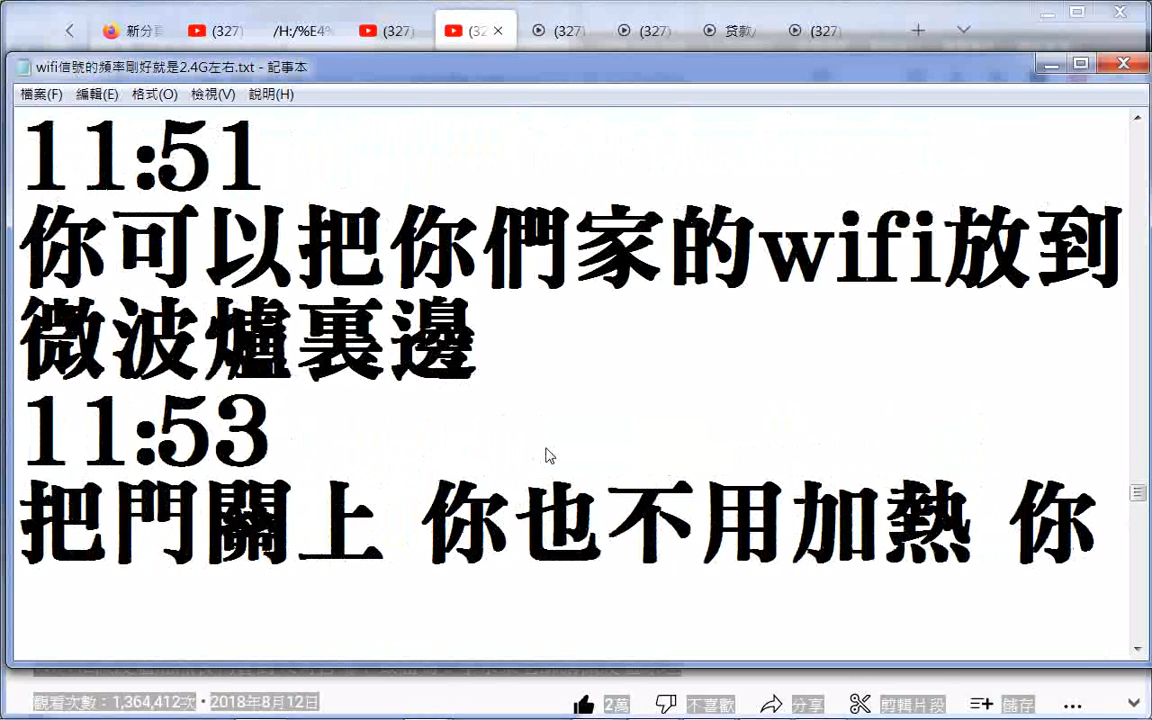 新分頁
(327)
/H:/%E4%
(327)
(32
(327)
(327)
贷款/
(327)
wifi信號的頻率剛好就是2.4G左右.txt - 記事本
檔案(F) 編輯(E) 格式(O) 檢視(V) 說明(H)
11:51
你可以把你們家的wifi放到
微波爐裏邊
11:53
把門關上 你也不用加熱 你
觀看次數：1,364,412次・2018年8月12日
2萬
不喜歡
分享
剪輯片段
儲存